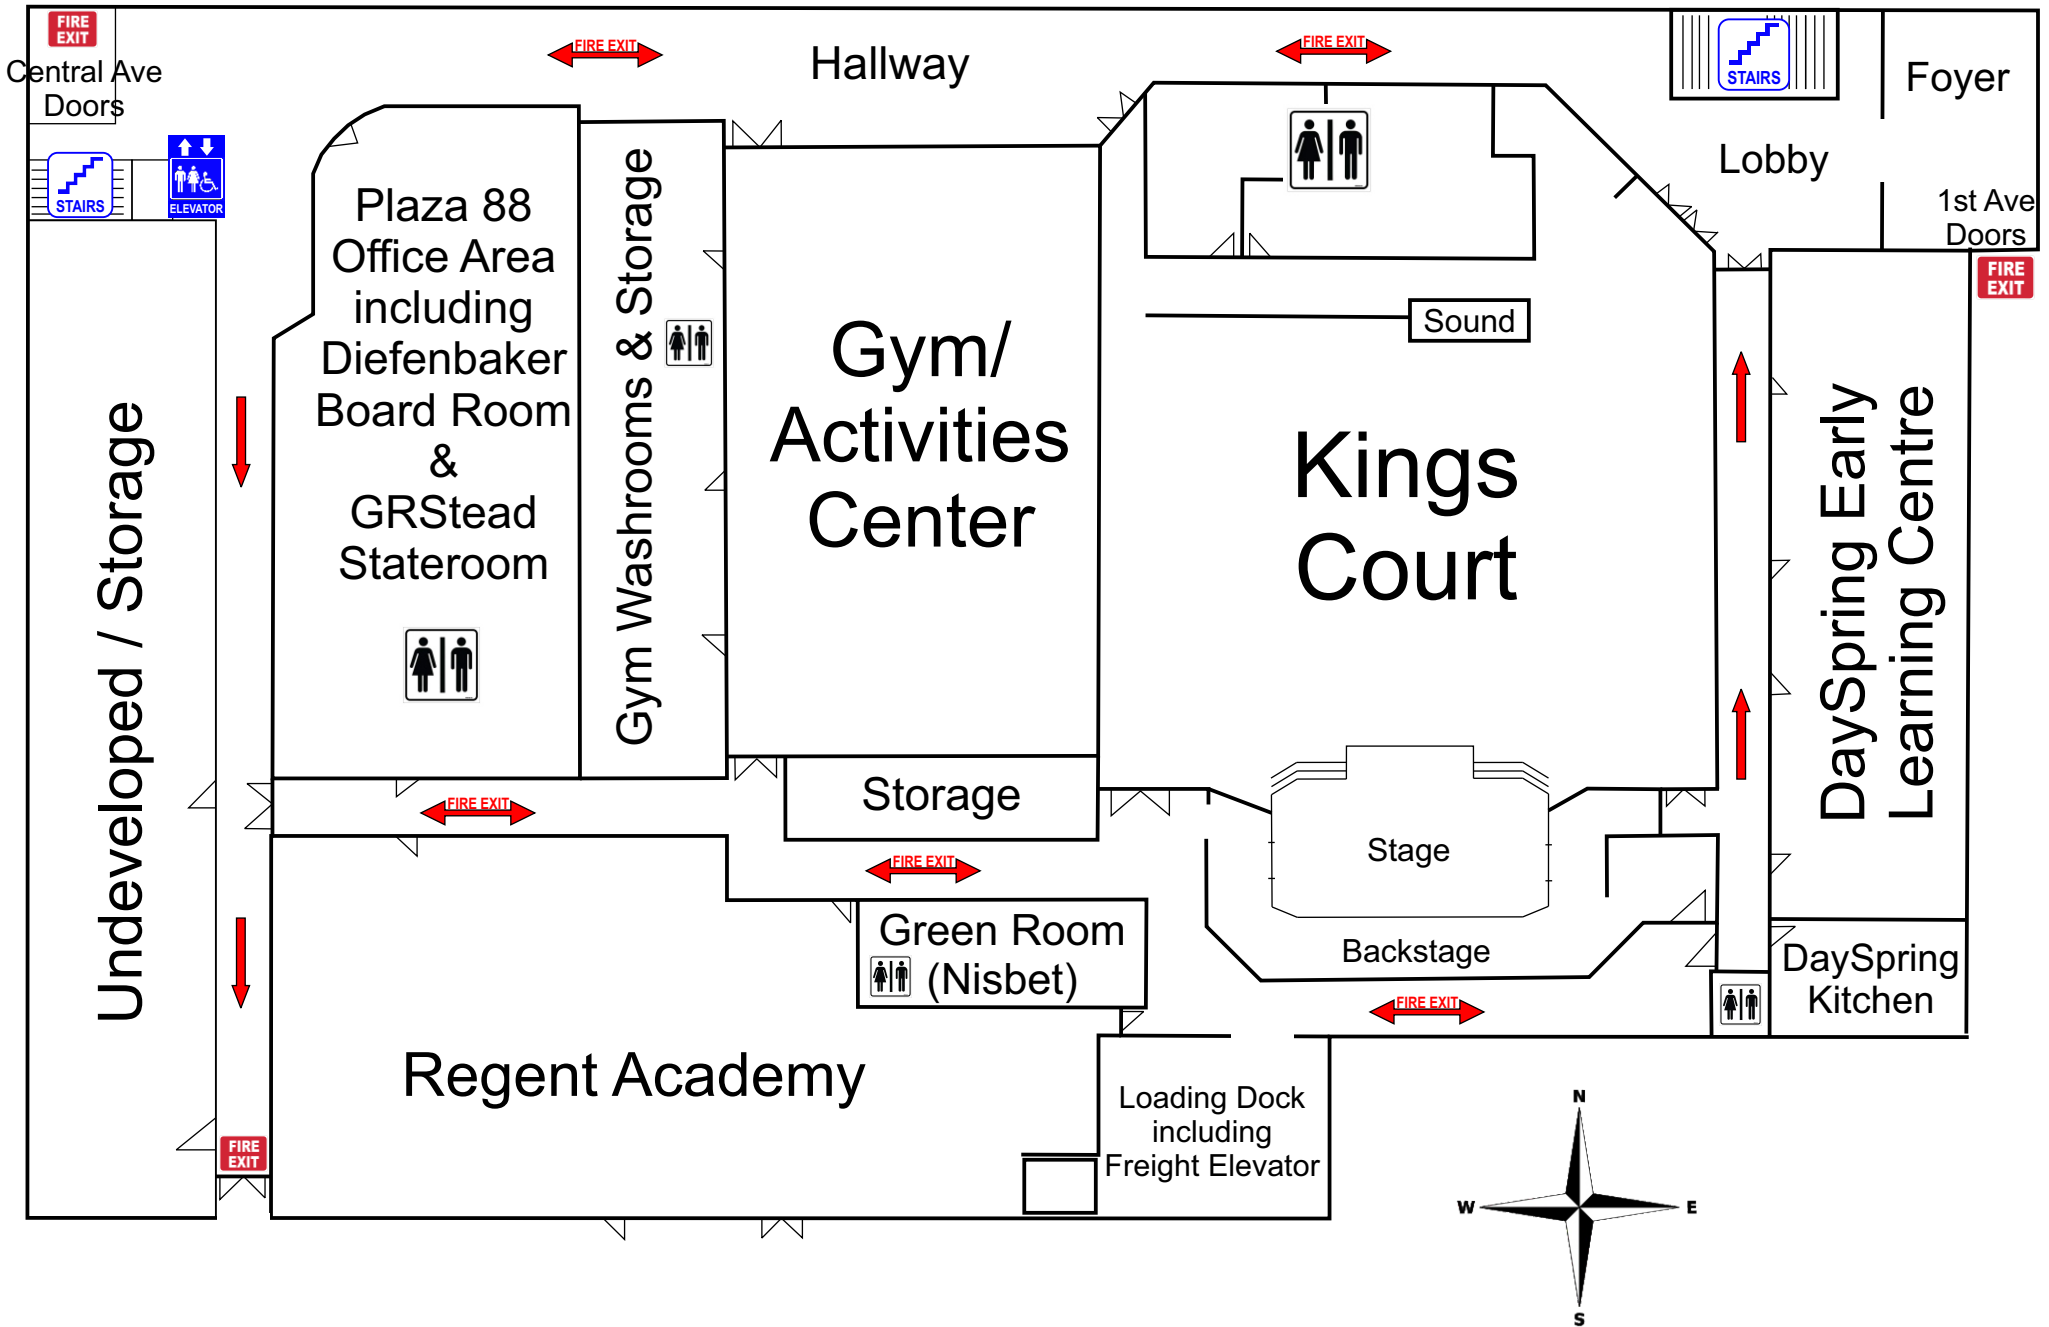 FIRE
EXIT
Central Ave
Doors
STAIRS
ELEVATOR
FIRE EXIT
Hallway
FIRE EXIT
STAIRS
Foyer
Lobby
1st Ave
Doors
FIRE
EXIT
Plaza 88
Office Area
including
Diefenbaker
Board Room
&
GRStead
Stateroom
Gym Washrooms & Storage
Gym/
Activities
Center
Sound
Kings
Court
DaySpring Early
Learning Centre
Undeveloped / Storage
FIRE EXIT
Storage
FIRE EXIT
Stage
Backstage
Green Room
(Nisbet)
FIRE EXIT
DaySpring
Kitchen
Regent Academy
Loading Dock
including
Freight Elevator
FIRE
EXIT
N
W
E
S